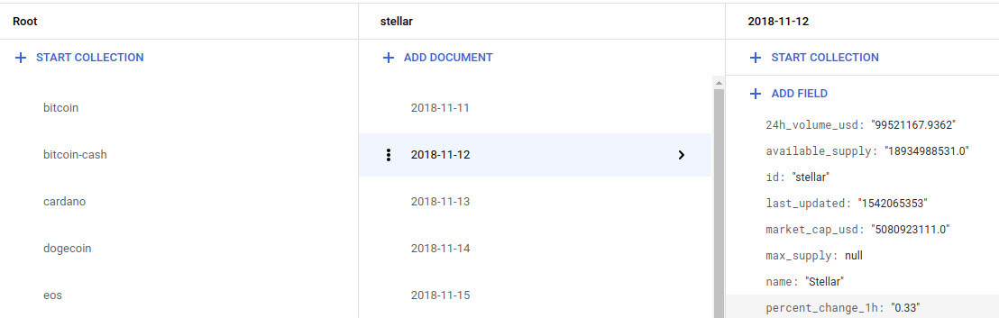 Root
START COLLECTION
bitcoin
bitcoin-cash
cardano
dogecoin
eos
stellar
ADD DOCUMENT
2018-11-11
2018-11-12
2018-11-13
2018-11-14
2018-11-15
2018-11-12
START COLLECTION
ADD FIELD
24h_volume_usd: "99521167.9362"
available_supply: "18934988531.0"
id: "stellar"
last_updated: "1542065353"
market_cap_usd: "5080923111.0"
max_supply: null
name: "Stellar"
percent_change_1h: "0.33"